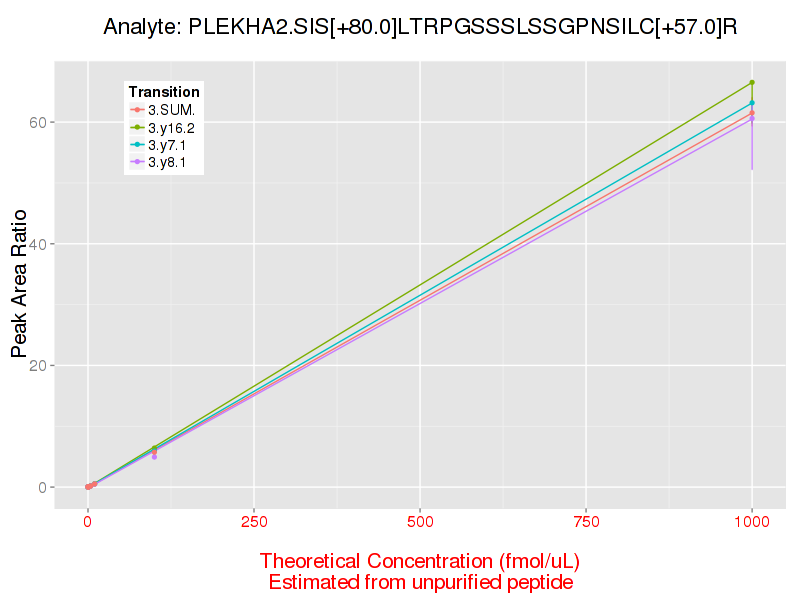 Analyte: PLEKHA2.SIS[+80.0]LTRPGSSSLSSGPNSILC[+57.0]R
Transition
3.SUM.
3.y16.2
3.y7.1
3.y8.1
Peak Area Ratio
60
40
20
0
0 250 500 750 1000
Theoretical Concentration (fmol/uL)
Estimated from unpurified peptide